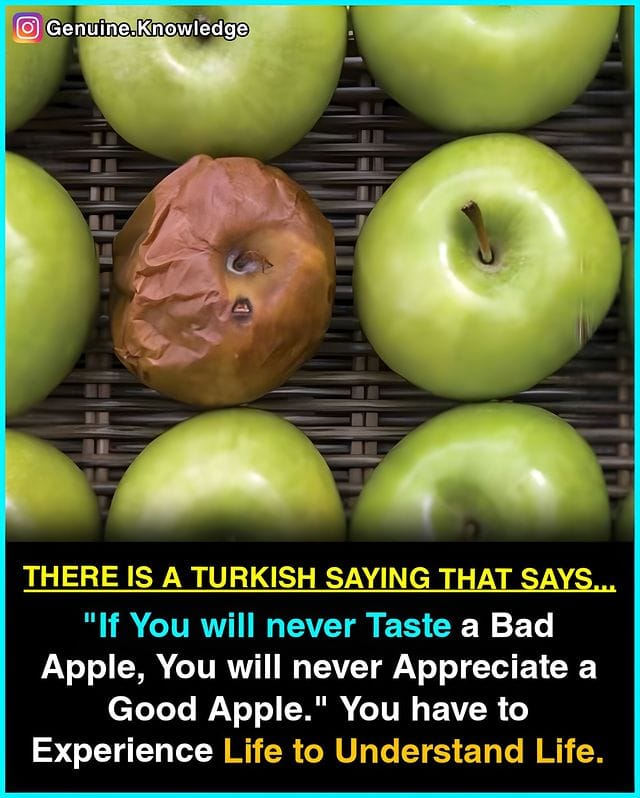 Genuine.Knowledge
THERE IS A TURKISH SAYING THAT SAYS...
"If You will never Taste a Bad
Apple, You will never Appreciate a
Good Apple." You have to
Experience Life to Understand Life.